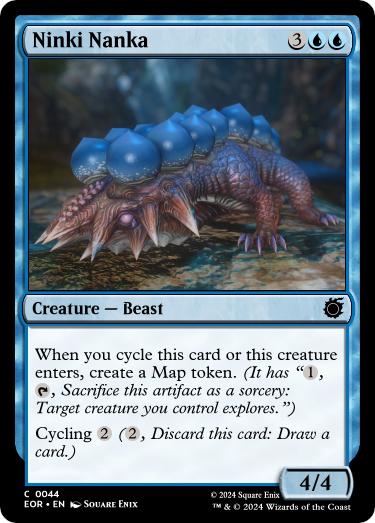 Ninki Nanka 3
Creature — Beast
When you cycle this card or this creature
enters, create a Map token. (It has “1,
, Sacrifice this artifact as a sorcery:
Target creature you control explores.”)
Cycling 2 (2, Discard this card: Draw a
card.)
4/4
C 0044
EOR • EN SQUARE ENIX
© 2024 Square Enix
™ & © 2024 Wizards of the Coast